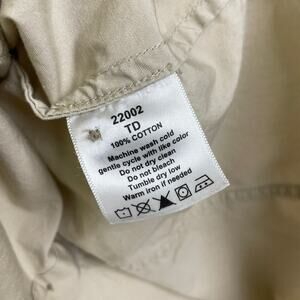 22002
TD
100% COTTON
Machine wash cold
gentle cycle with like color
Do not dry clean
Do not bleach
Tumble dry low
Warm iron if needed